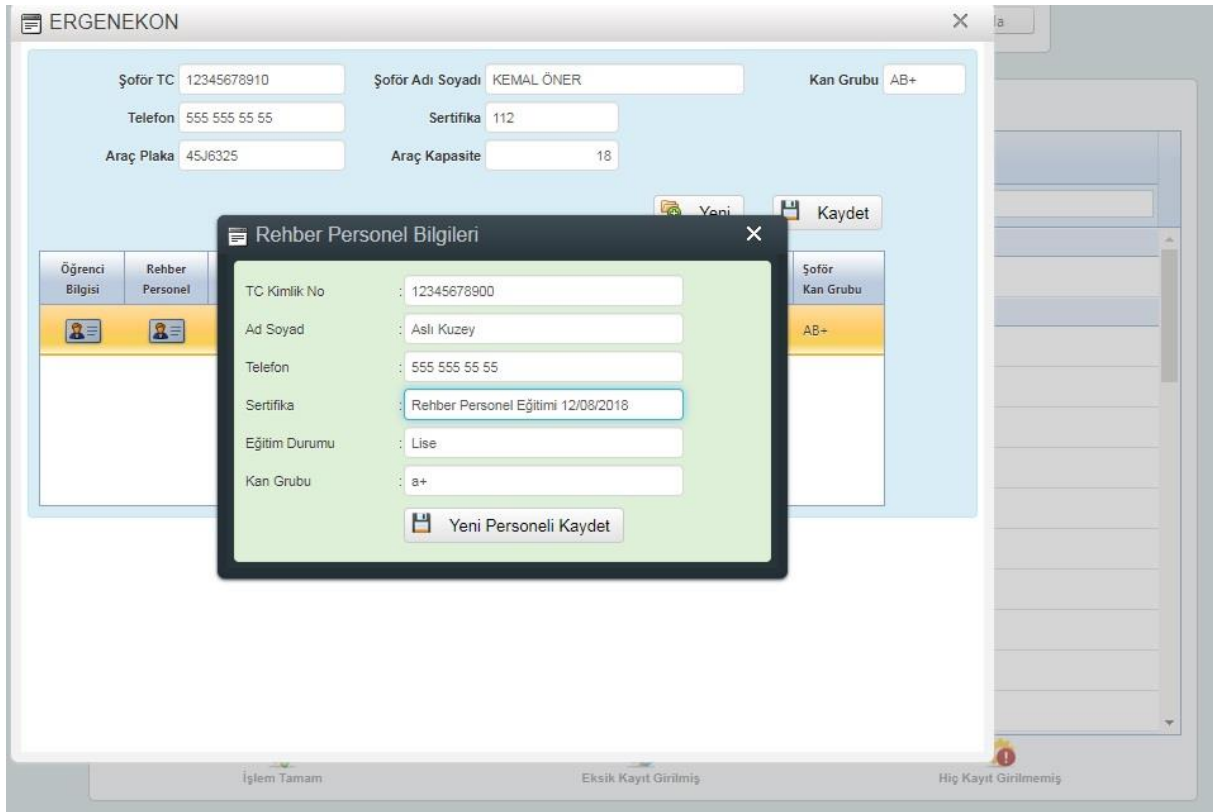 ERGENEKON
la
Şoför TC 12345678910 Şoför Adı Soyadı KEMAL ÖNER Kan Grubu AB+
Telefon 555 555 55 55 Sertifika 112
Araç Plaka 45J6325 Araç Kapasite 18
Yeni Kaydet
Rehber Personel Bilgileri
Öğrenci Bilgisi
Rehber Personel
Şoför Kan Grubu
AB+
TC Kimlik No : 12345678900
Ad Soyad : Aslı Kuzey
Telefon : 555 555 55 55
Sertifika : Rehber Personel Eğitimi 12/08/2018
Eğitim Durumu : Lise
Kan Grubu : a+
Yeni Personeli Kaydet
İşlem Tamam Eksik Kayıt Girilmiş Hiç Kayıt Girilmemiş